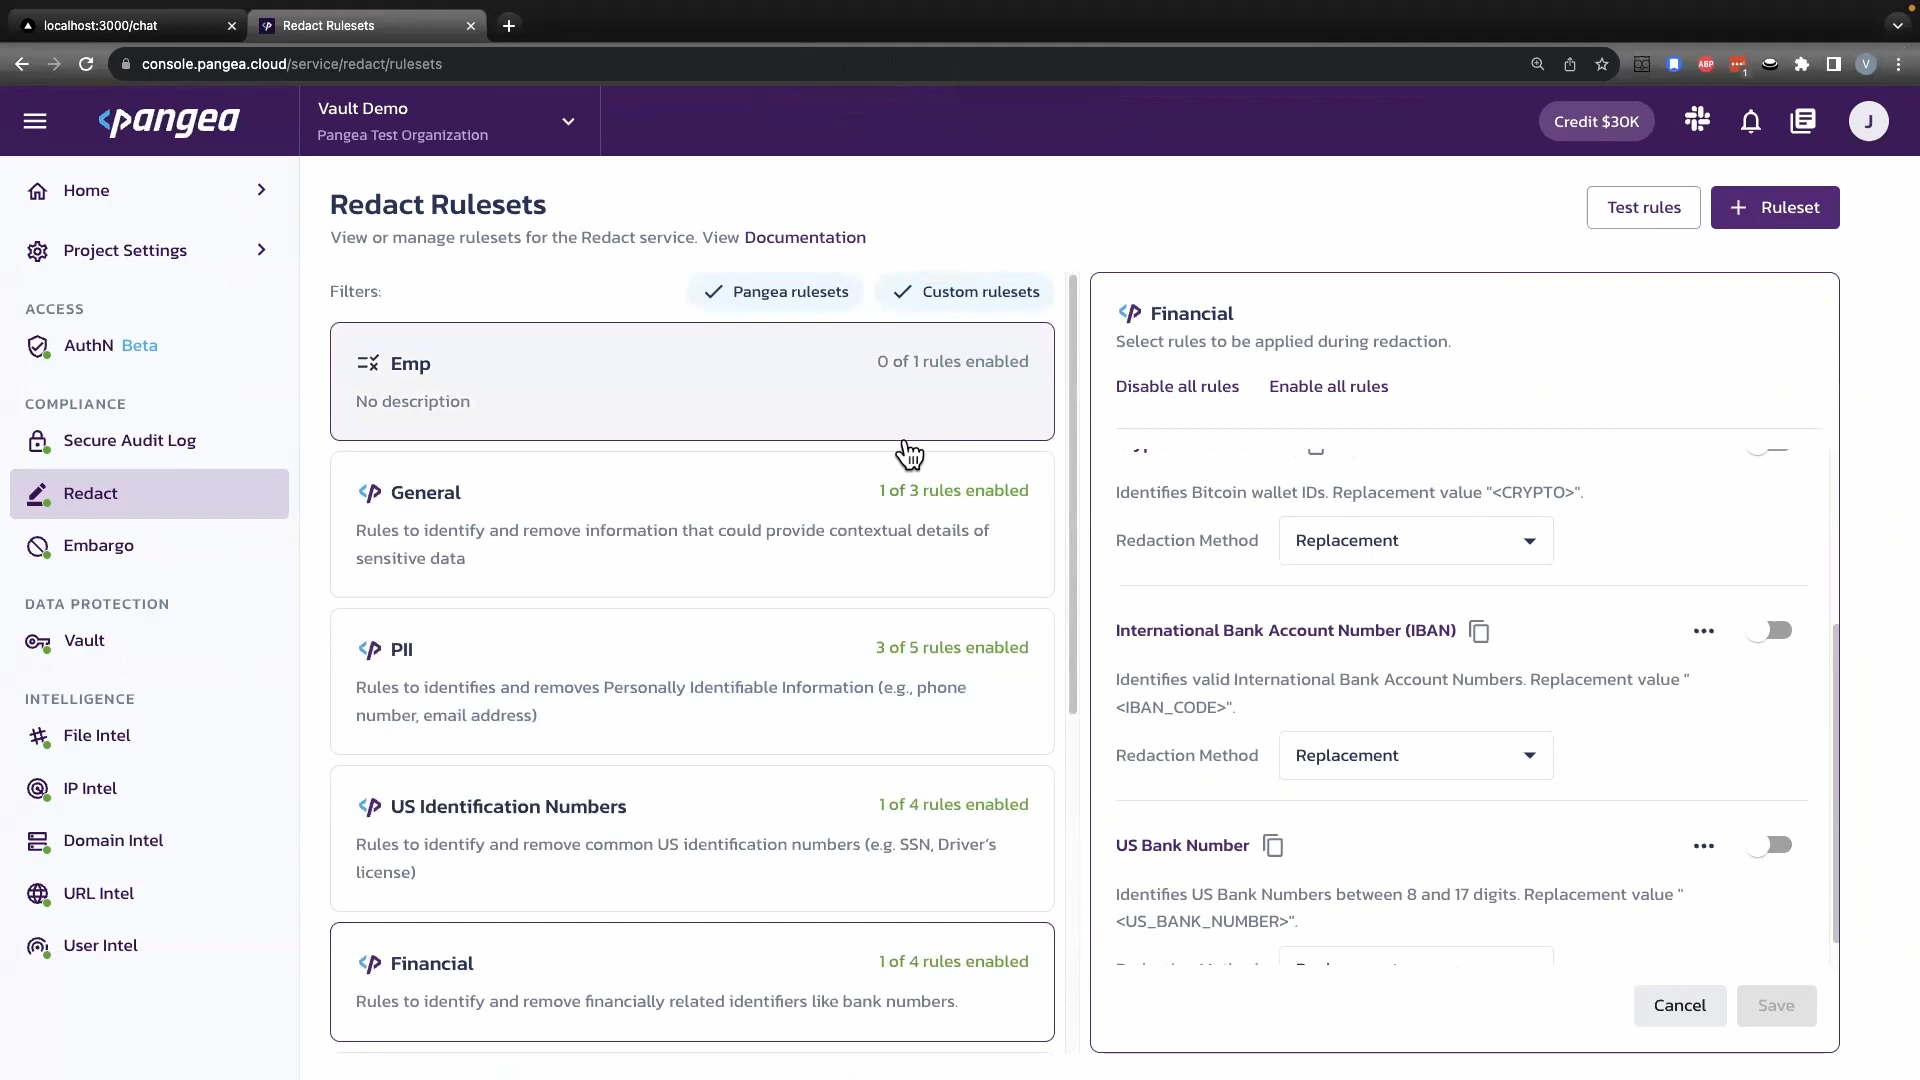 localhost:3000/chat
Redact Rulesets
console.pangea.cloud/service/redact/rulesets
ABP
1
V
pangea
Vault Demo
Pangea Test Organization
Credit $30K
J
Home
Project Settings
ACCESS
AuthN Beta
COMPLIANCE
Secure Audit Log
Redact
Embargo
DATA PROTECTION
Vault
INTELLIGENCE
File Intel
IP Intel
Domain Intel
URL Intel
User Intel
Redact Rulesets
View or manage rulesets for the Redact service. View Documentation
Test rules
+ Ruleset
Filters:
Pangea rulesets
Custom rulesets
Emp
0 of 1 rules enabled
No description
General
1 of 3 rules enabled
Rules to identify and remove information that could provide contextual details of
sensitive data
PII
3 of 5 rules enabled
Rules to identifies and removes Personally Identifiable Information (e.g., phone
number, email address)
US Identification Numbers
1 of 4 rules enabled
Rules to identify and remove common US identification numbers (e.g. SSN, Driver's
license)
Financial
1 of 4 rules enabled
Rules to identify and remove financially related identifiers like bank numbers.
Financial
Select rules to be applied during redaction.
Disable all rules
Enable all rules
Identifies Bitcoin wallet IDs. Replacement value "<CRYPTO>".
Redaction Method
Replacement
International Bank Account Number (IBAN)
Identifies valid International Bank Account Numbers. Replacement value "
<IBAN_CODE>".
Redaction Method
Replacement
US Bank Number
Identifies US Bank Numbers between 8 and 17 digits. Replacement value "
<US_BANK_NUMBER>".
Cancel
Save